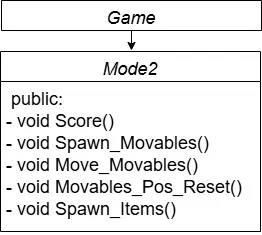 Game
Mode2
public:
- void Score()
- void Spawn_Movables()
- void Move_Movables()
- void Movables_Pos_Reset()
- void Spawn_Items()